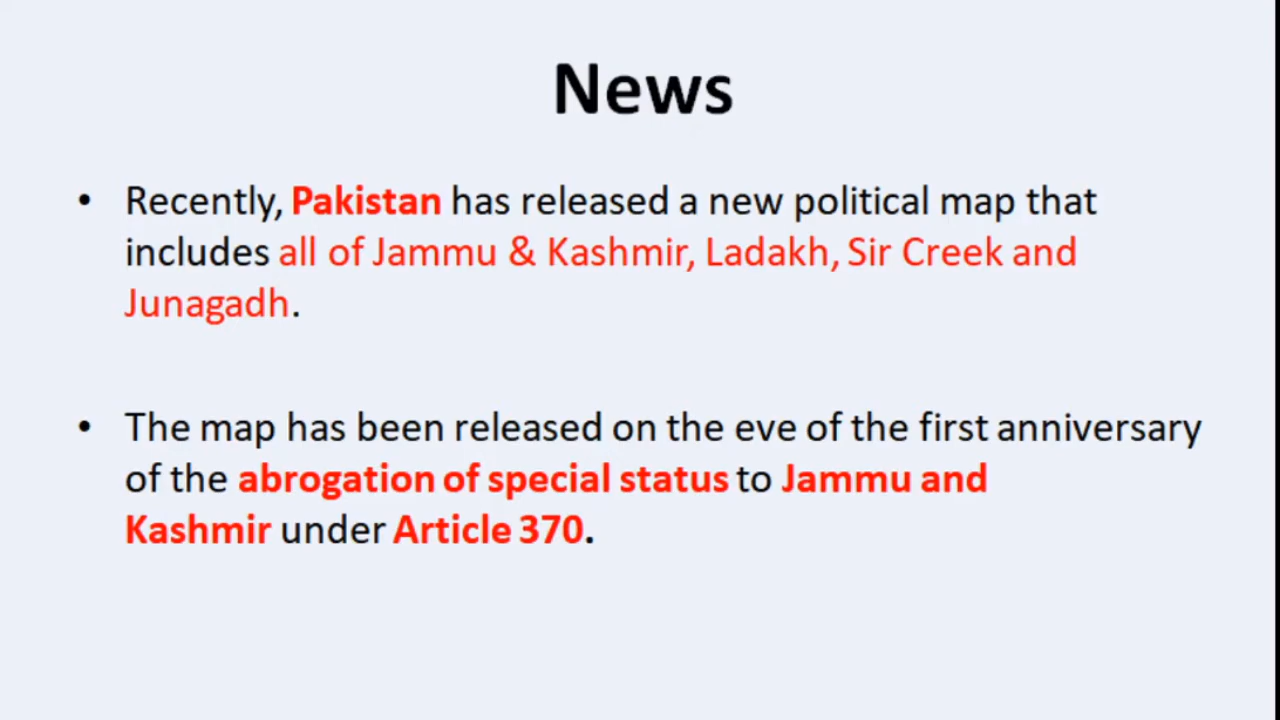 News
• Recently, Pakistan has released a new political map that
includes all of Jammu & Kashmir, Ladakh, Sir Creek and
Junagadh.
• The map has been released on the eve of the first anniversary
of the abrogation of special status to Jammu and
Kashmir under Article 370.